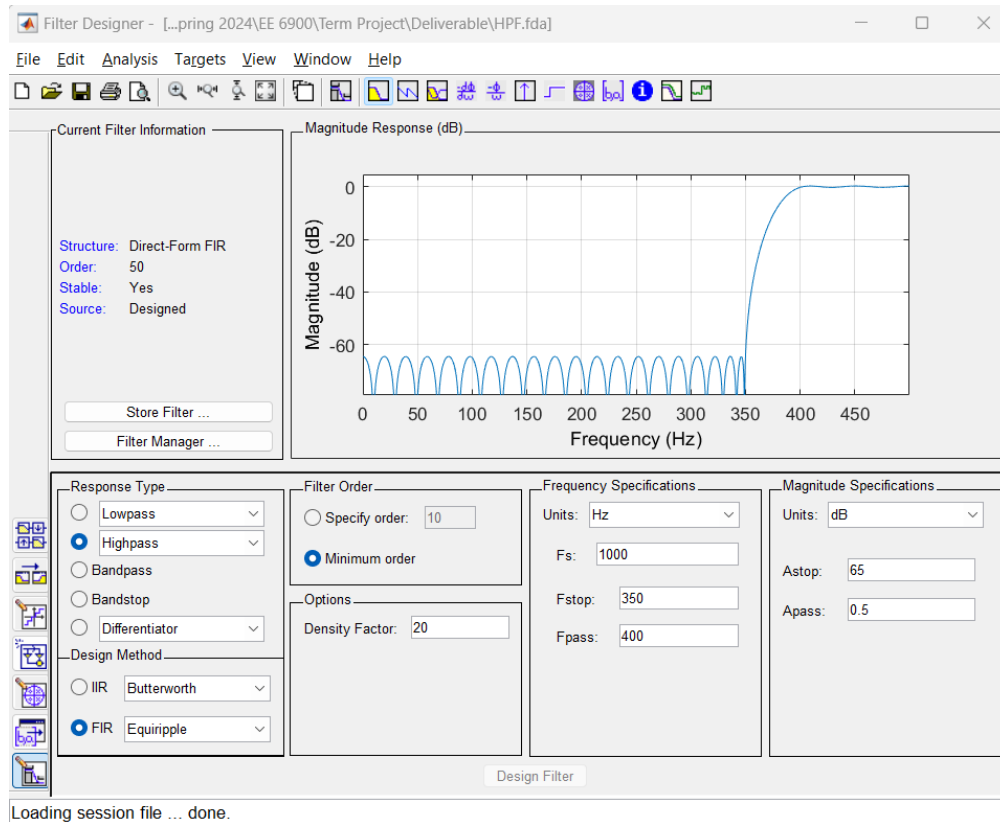 Filter Designer - [...pring 2024\EE 6900\Term Project\Deliverable\HPF.fda]
File Edit Analysis Targets View Window Help
Current Filter Information
Structure: Direct-Form FIR
Order: 50
Stable: Yes
Source: Designed
Store Filter ...
Filter Manager ...
Magnitude Response (dB)
Magnitude (dB)
0
-20
-40
-60
0 50 100 150 200 250 300 350 400 450
Frequency (Hz)
Response Type
Lowpass
Highpass
Bandpass
Bandstop
Differentiator
Design Method
IIR Butterworth
FIR Equiripple
Filter Order
Specify order: 10
Minimum order
Options
Density Factor: 20
Frequency Specifications
Units: Hz
Fs: 1000
Fstop: 350
Fpass: 400
Magnitude Specifications
Units: dB
Astop: 65
Apass: 0.5
Design Filter
Loading session file ... done.